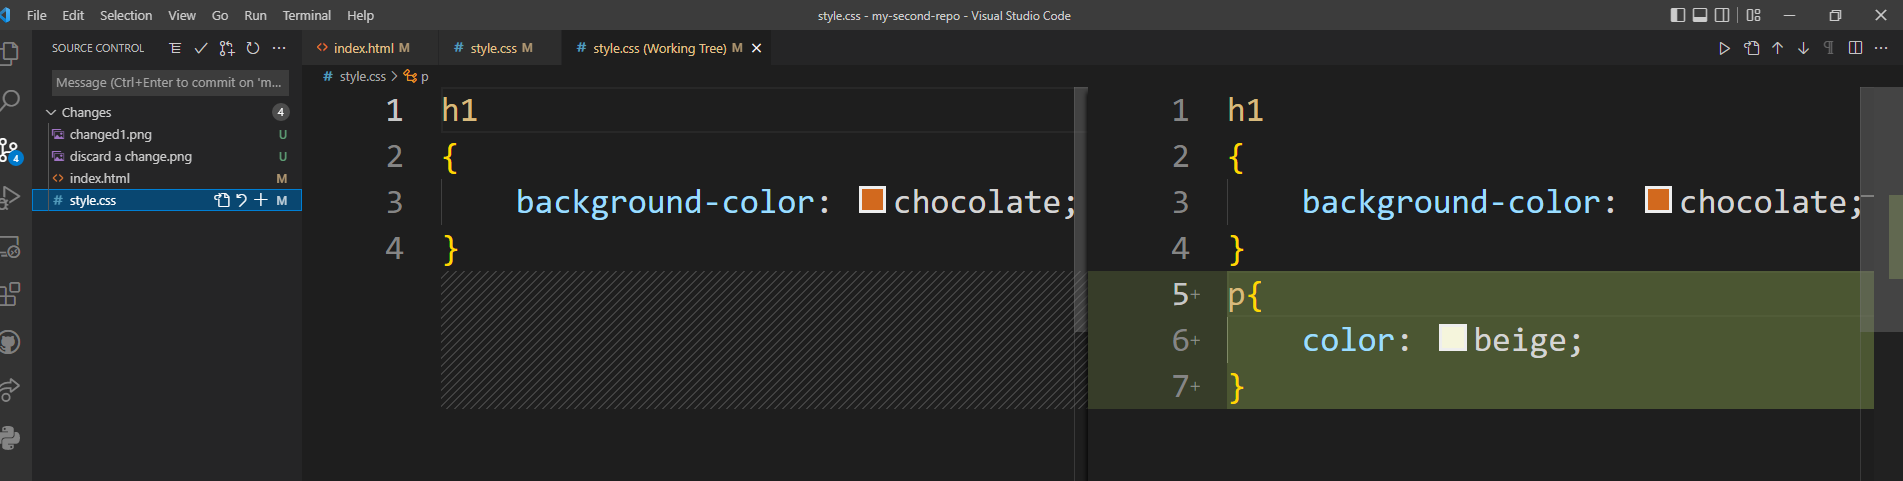 File Edit Selection View Go Run Terminal Help style.css - my-second-repo - Visual Studio Code
SOURCE CONTROL
index.html M style.css M style.css (Working Tree) M
Message (Ctrl+Enter to commit on 'm...
style.css > p
Changes 4
changed1.png U
discard a change.png U
index.html M
style.css M
4
1 h1
2 {
3 background-color: chocolate;
4 }
1 h1
2 {
3 background-color: chocolate;
4 }
5+ p{
6+ color: beige;
7+ }